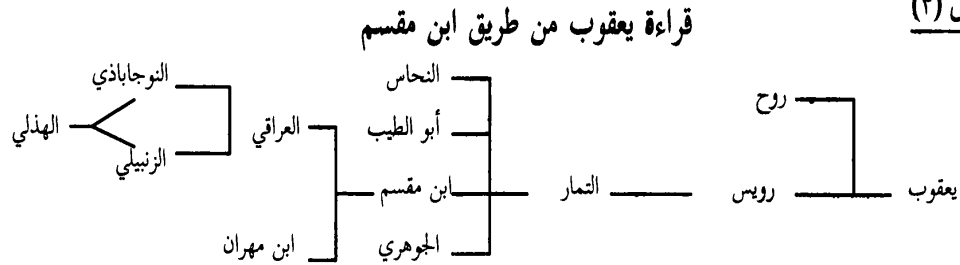 (٢)
قراءة يعقوب من طريق ابن مقسم
يعقوب
روح
رويس
التمار
النحاس
أبو الطيب
ابن مقسم
الجوهري
العراقي
ابن مهران
النوجاباذي
الزنبيلي
الهذلي